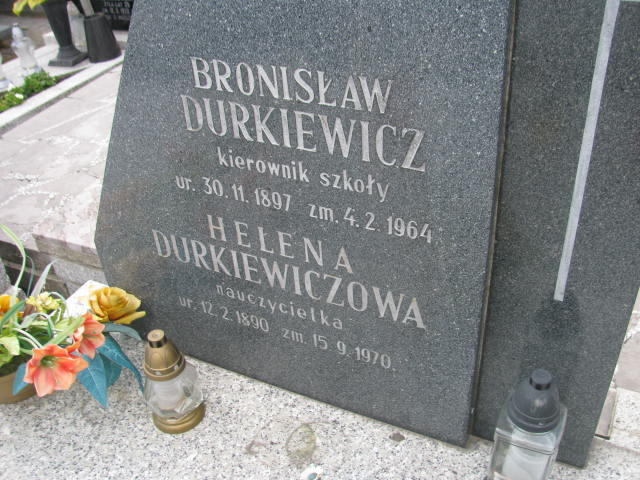 BRONISŁAW
DURKIEWICZ
kierownik szkoły
ur. 30.11.1897 zm. 4.2.1964
HELENA
DURKIEWICZOWA
nauczycielka
ur. 12.2.1890 zm. 15.9.1970